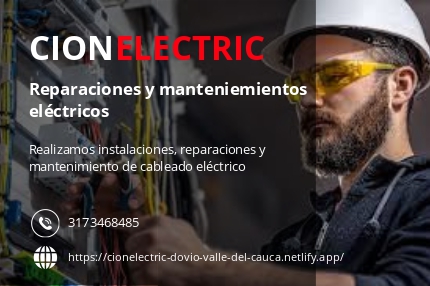 CIONELECTRIC
Reparaciones y manteniemientos
eléctricos
Realizamos instalaciones, reparaciones y
mantenimiento de cableado eléctrico
3173468485
https://cionelectric-dovio-valle-del-cauca.netlify.app/